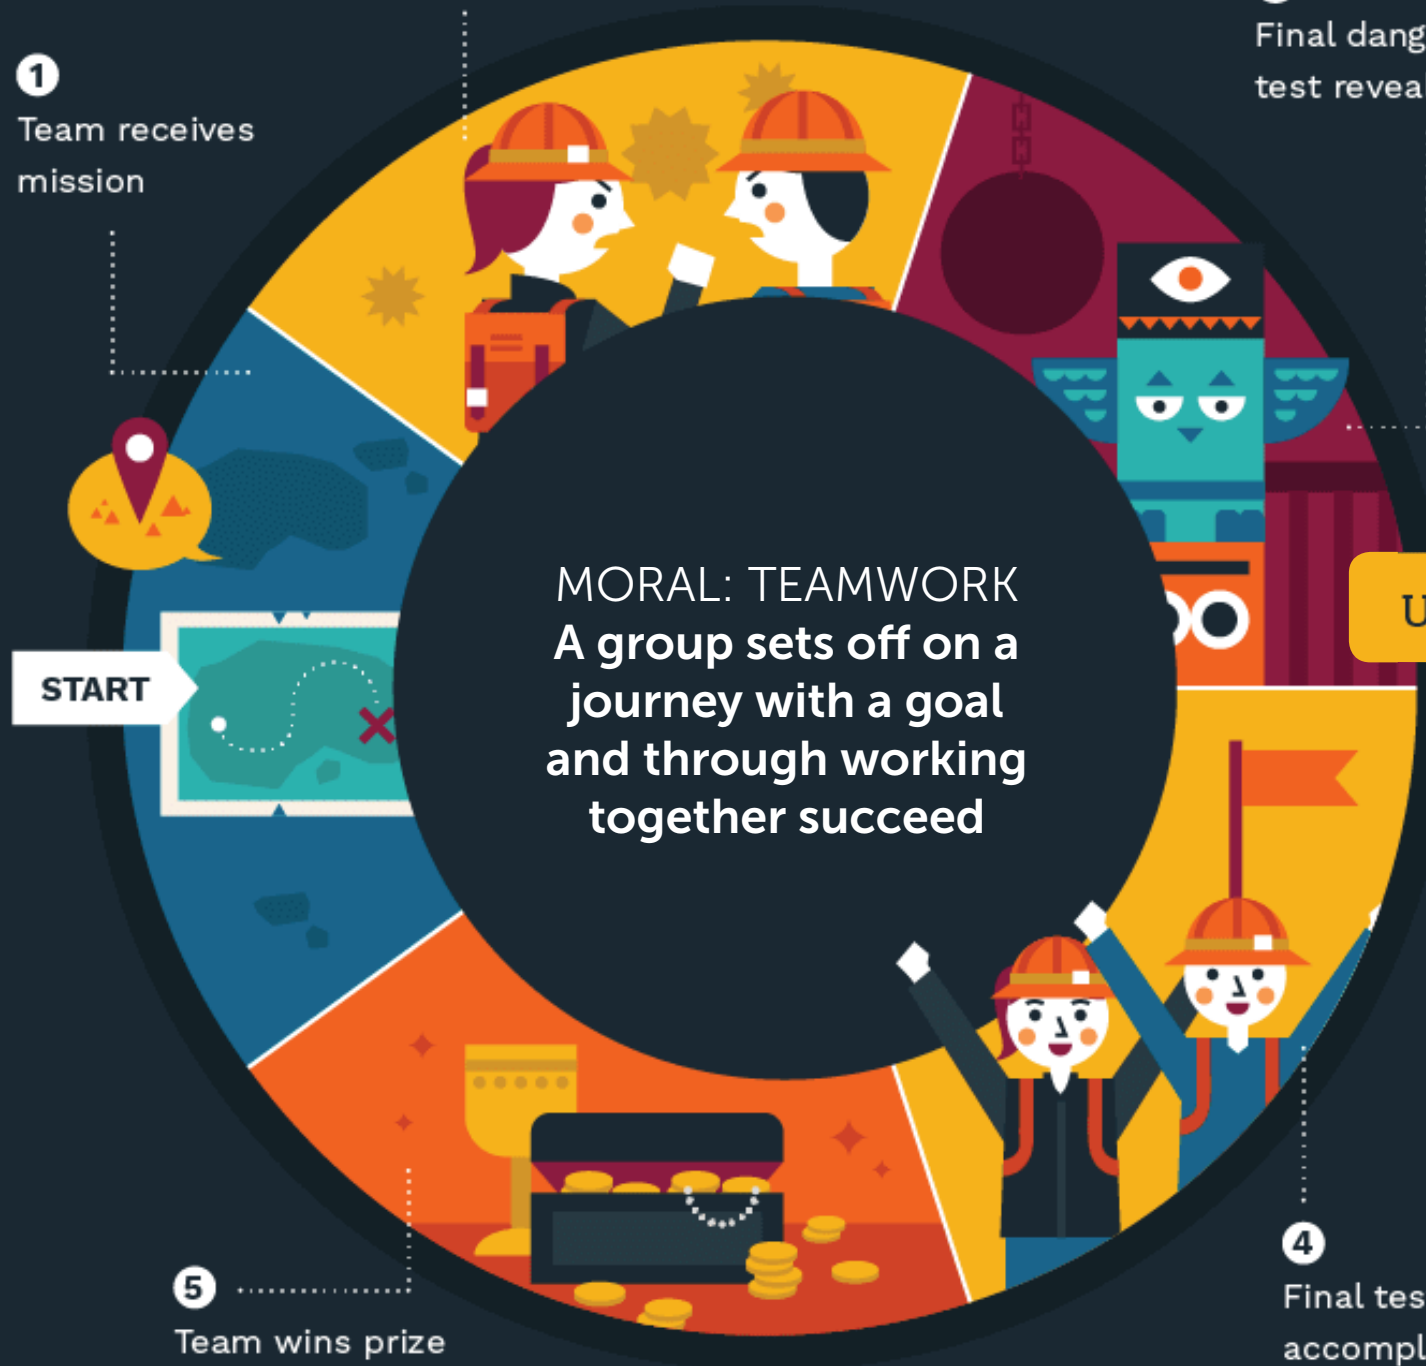 1
Team receives
mission
Final dang
test revea
START
MORAL: TEAMWORK
A group sets off on a
journey with a goal
and through working
together succeed
U
4
Final tes
accompl
5
Team wins prize